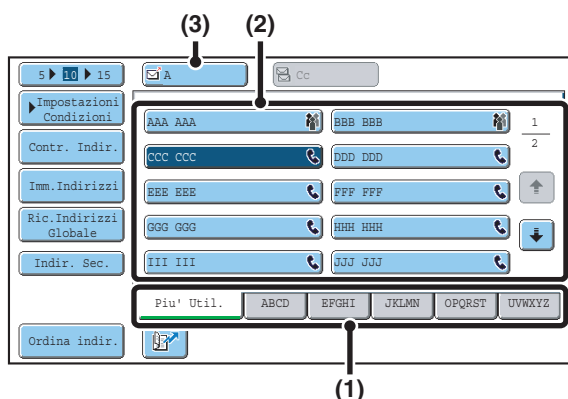 (3)
(2)
5 10 15
A
Cc
Impostazioni
Condizioni
AAA AAA
BBB BBB
1
2
Contr. Indir.
CCC CCC
DDD DDD
Imm.Indirizzi
EEE EEE
FFF FFF
Ric.Indirizzi
Globale
GGG GGG
HHH HHH
Indir. Sec.
III III
JJJ JJJ
Piu' Util.
ABCD
EFGHI
JKLMN
OPQRST
UVWXYZ
Ordina indir.
(1)